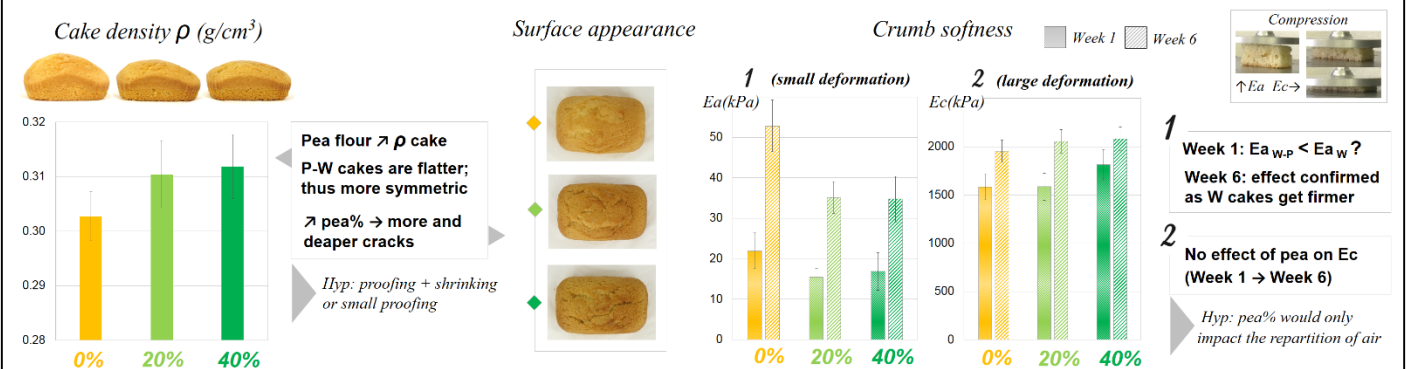 Cake density ρ (g/cm³)
0.32
0.31
0.30
0.29
0.28
0%
20%
40%
Pea flour ↗ ρ cake
P-W cakes are flatter;
thus more symmetric
↗ pea% → more and
deaper cracks
Hyp: proofing + shrinking
or small proofing
Surface appearance
Crumb softness
Week 1
Week 6
1 (small deformation)
Ea(kPa)
50
40
30
20
10
0
0%
20%
40%
2 (large deformation)
Ec(kPa)
2000
1500
1000
500
0
0%
20%
40%
Compression
↑Ea Ec→
1
Week 1: Ea W-P < Ea W ?
Week 6: effect confirmed
as W cakes get firmer
2
No effect of pea on Ec
(Week 1 → Week 6)
Hyp: pea% would only
impact the repartition of air